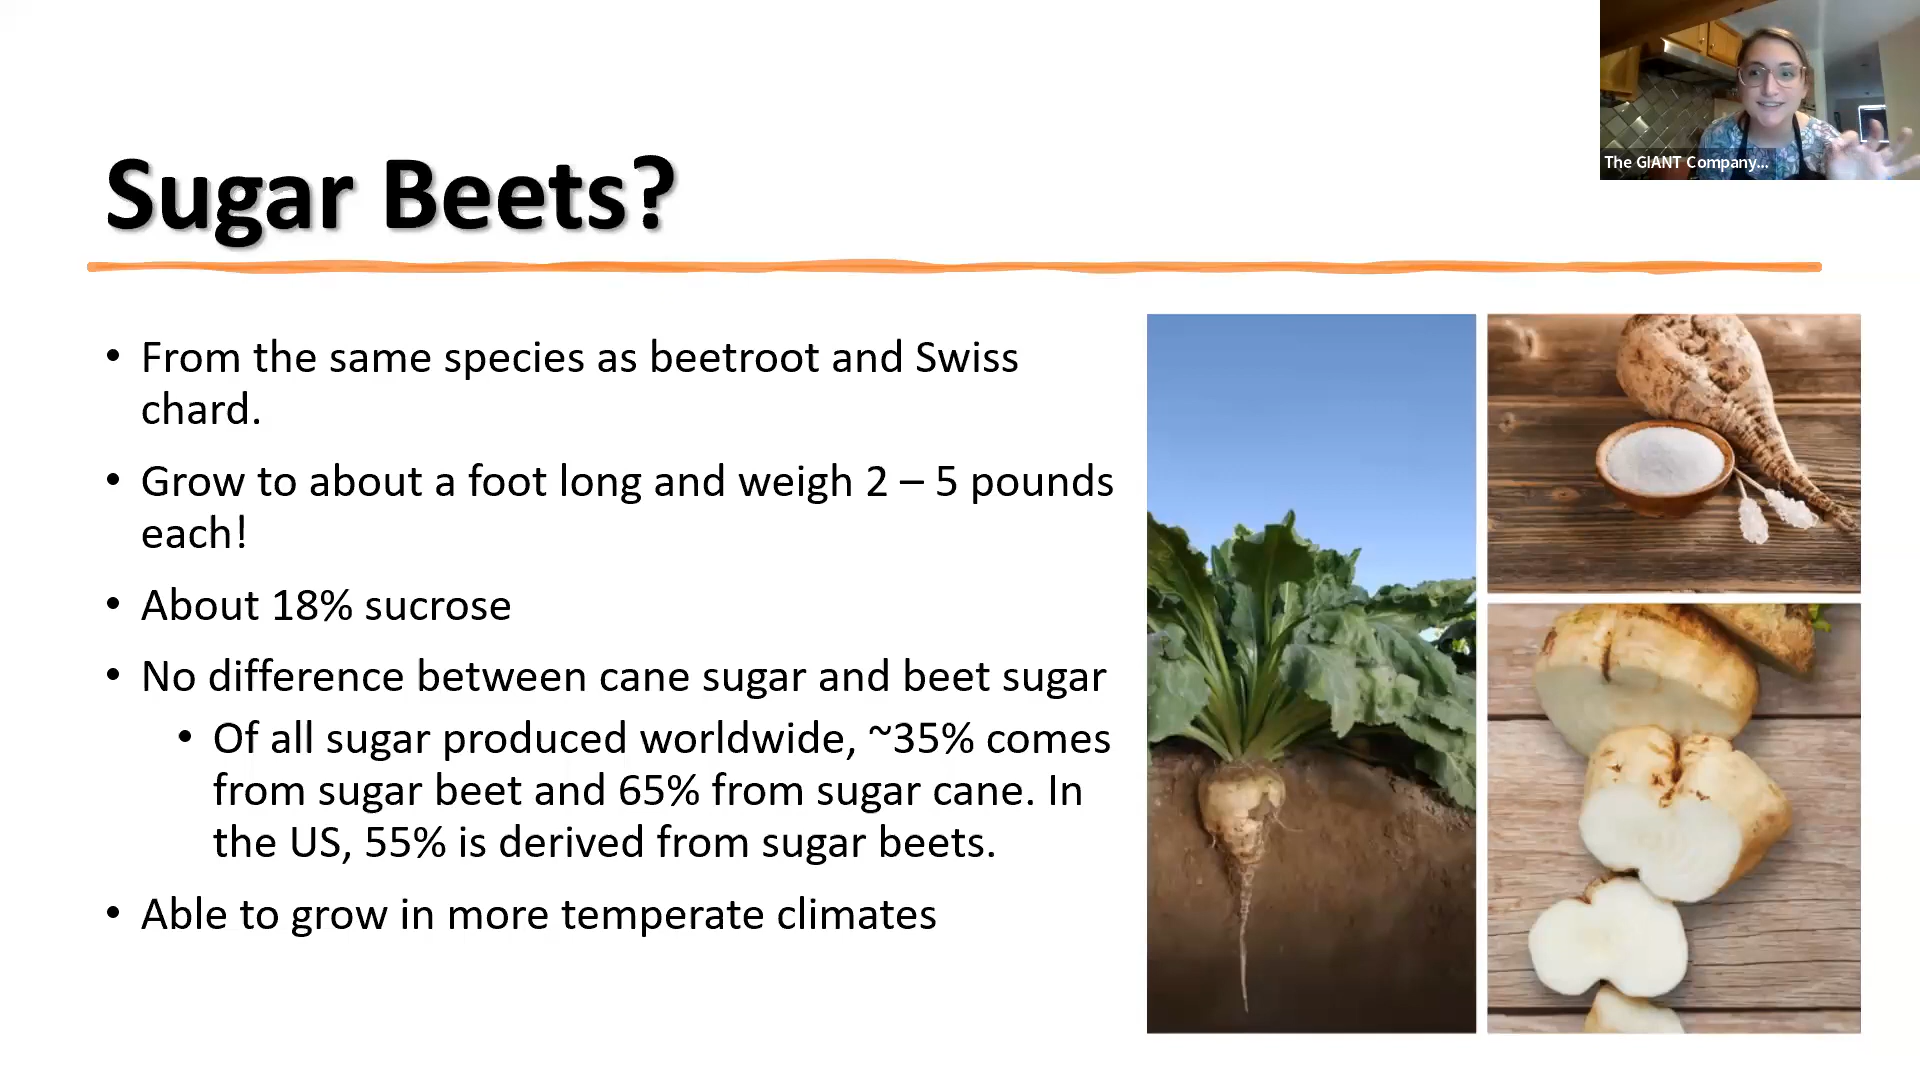 The GIANT Company...
Sugar Beets?
• From the same species as beetroot and Swiss
chard.
• Grow to about a foot long and weigh 2 – 5 pounds
each!
• About 18% sucrose
• No difference between cane sugar and beet sugar
• Of all sugar produced worldwide, ~35% comes
from sugar beet and 65% from sugar cane. In
the US, 55% is derived from sugar beets.
• Able to grow in more temperate climates